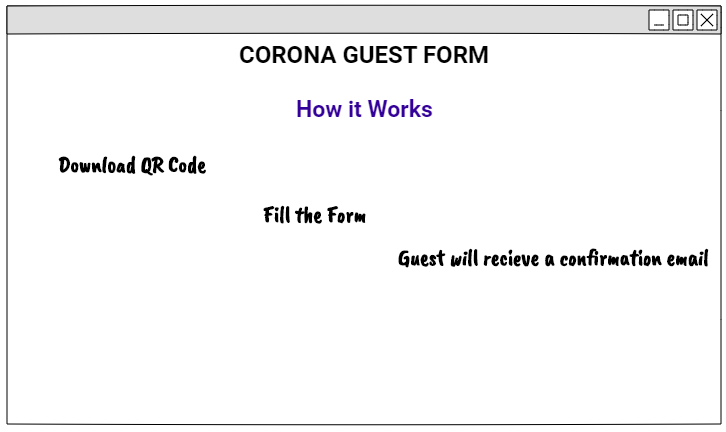 CORONA GUEST FORM
How it Works
Download QR Code
Fill the Form
Guest will recieve a confirmation email